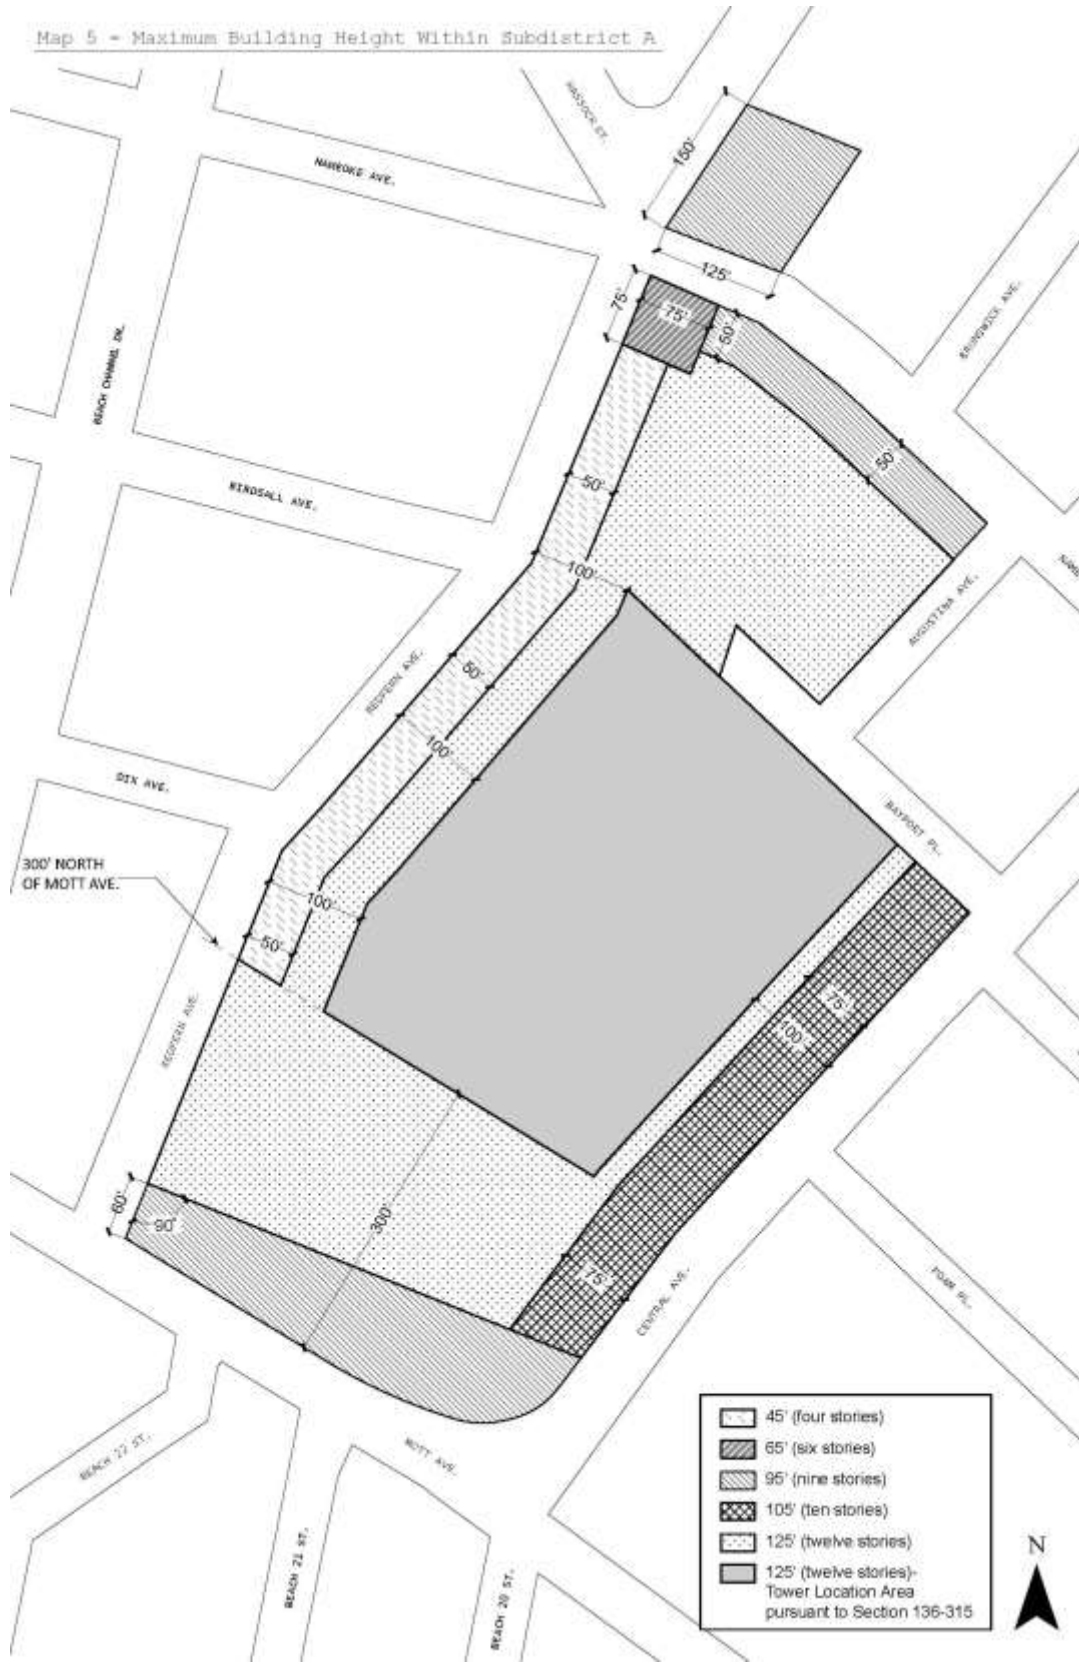 Map 5 - Maximum Building Height Within Subdistrict A
HASSOCK ST.
150'
NAMEOKE AVE.
125'
75'
75'
50'
BRUNSWICK AVE.
BEACH CHANNEL DR.
50'
50'
BIRDSALL AVE.
100'
AUGUSTINA AVE.
REDFERN AVE.
50'
100'
DIX AVE.
BAYPORT PL.
300' NORTH
OF MOTT AVE.
100'
50'
75'
100'
REDFERN AVE.
60'
90'
300'
75'
CENTRAL AVE.
FOAM PL.
MOTT AVE.
BEACH 22 ST.
BEACH 21 ST.
BEACH 20 ST.
45' (four stories)
65' (six stories)
95' (nine stories)
105' (ten stories)
125' (twelve stories)
125' (twelve stories)-
Tower Location Area
pursuant to Section 136-315
N